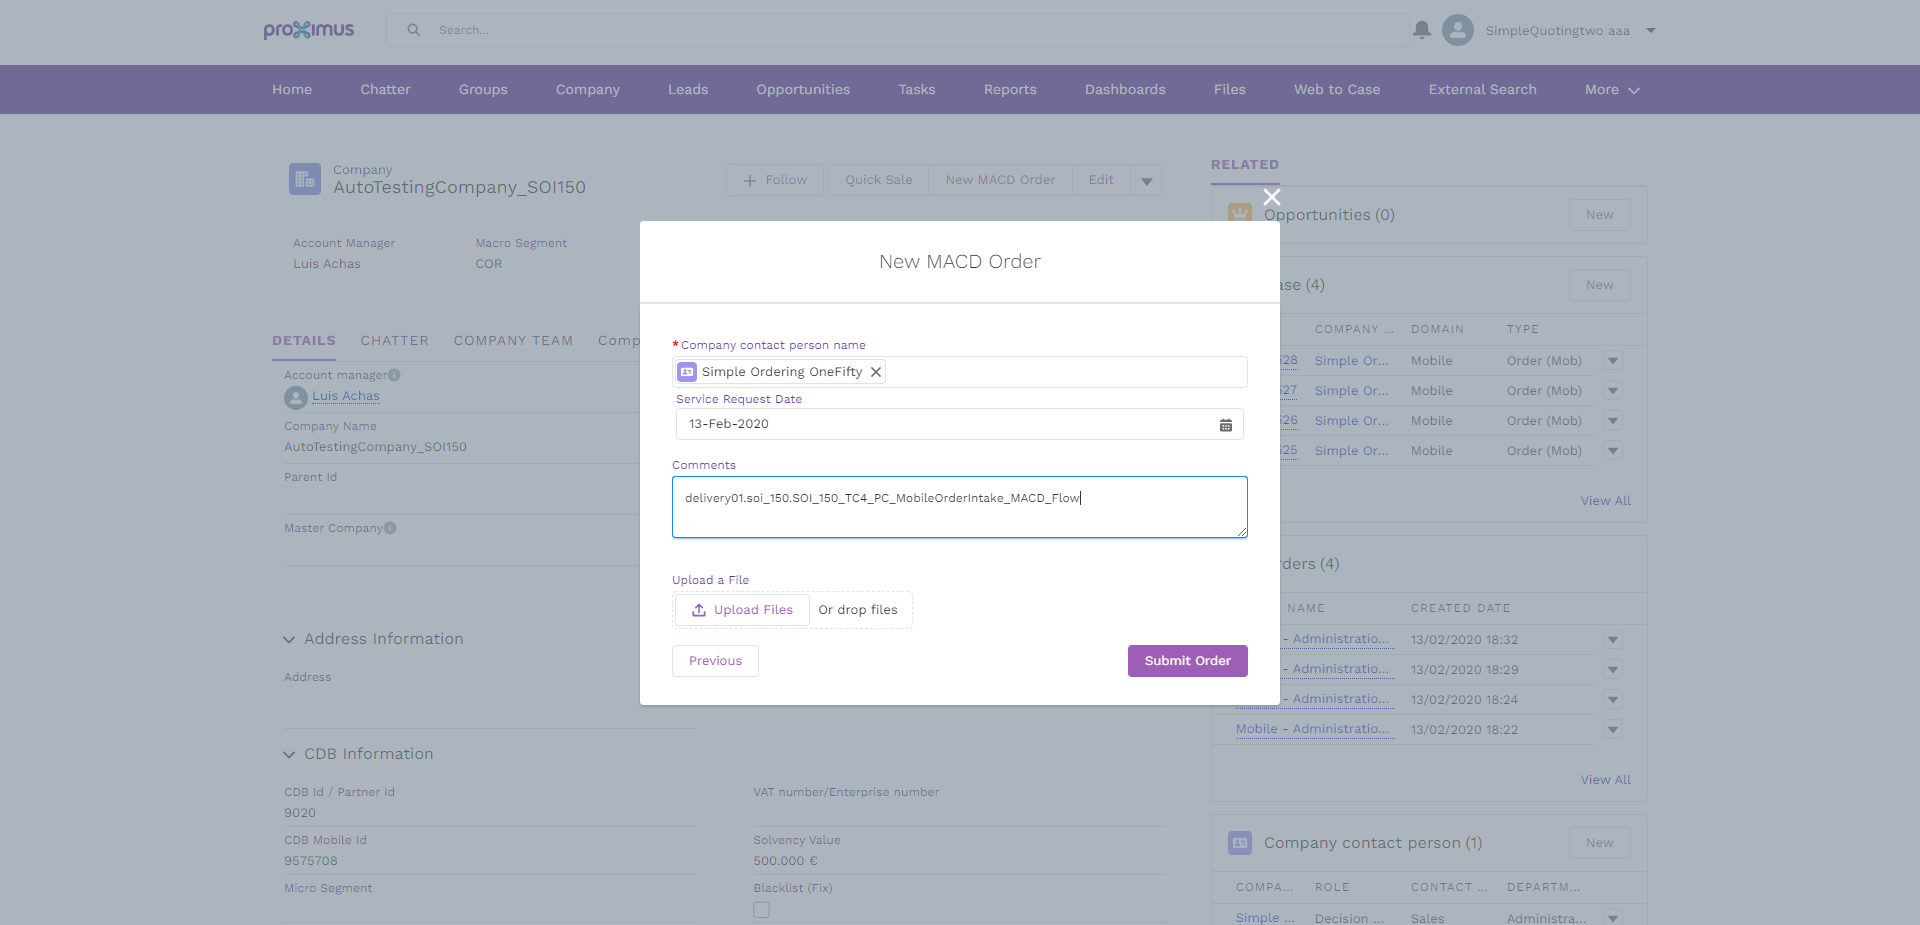 proximus
Search...
SimpleQuotingtwo aaa
Home Chatter Groups Company Leads Opportunities Tasks Reports Dashboards Files Web to Case External Search More
Company
AutoTestingCompany_SOI150
Follow Quick Sale New MACD Order Edit
Account Manager Macro Segment
Luis Achas COR
DETAILS CHATTER COMPANY TEAM Comp
Account manager
Luis Achas
Company Name
AutoTestingCompany_SOI150
Parent Id
Master Company
Address Information
Address
CDB Information
CDB Id / Partner Id VAT number/Enterprise number
9020
CDB Mobile Id Solvency Value
9575708 500.000 €
Micro Segment Blacklist (Fix)
New MACD Order
*Company contact person name
Simple Ordering OneFifty
Service Request Date
13-Feb-2020
Comments
delivery01.soi_150.SOI_150_TC4_PC_MobileOrderIntake_MACD_Flow
Upload a File
Upload Files Or drop files
Previous Submit Order
RELATED
Opportunities (0) New
ase (4) New
COMPANY ... DOMAIN TYPE
528 Simple Or... Mobile Order (Mob)
527 Simple Or... Mobile Order (Mob)
526 Simple Or... Mobile Order (Mob)
525 Simple Or... Mobile Order (Mob)
View All
rders (4)
NAME CREATED DATE
- Administratio... 13/02/2020 18:32
- Administratio... 13/02/2020 18:29
- Administratio... 13/02/2020 18:24
Mobile - Administratio... 13/02/2020 18:22
View All
Company contact person (1) New
COMPA... ROLE CONTACT ... DEPARTM...
Simple ... Decision ... Sales Administra...